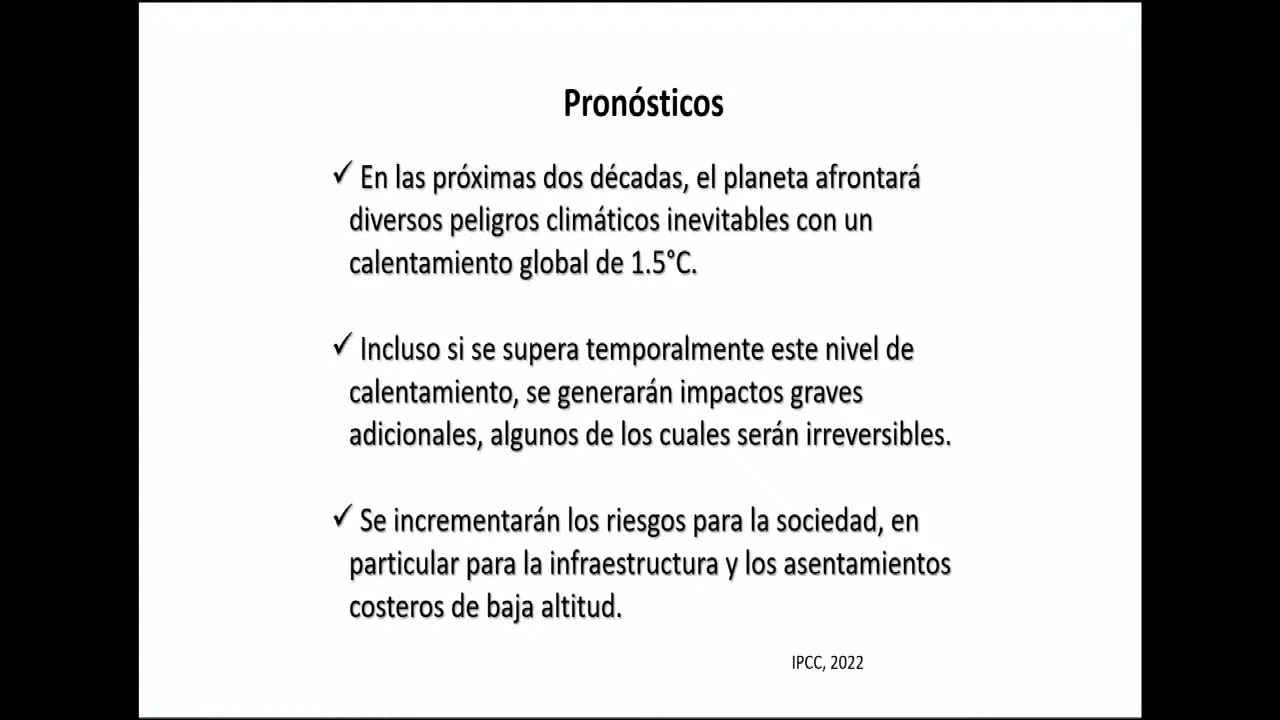 Pronósticos
✓ En las próximas dos décadas, el planeta afrontará
diversos peligros climáticos inevitables con un
calentamiento global de 1.5°C.
✓ Incluso si se supera temporalmente este nivel de
calentamiento, se generarán impactos graves
adicionales, algunos de los cuales serán irreversibles.
✓ Se incrementarán los riesgos para la sociedad, en
particular para la infraestructura y los asentamientos
costeros de baja altitud.
IPCC, 2022